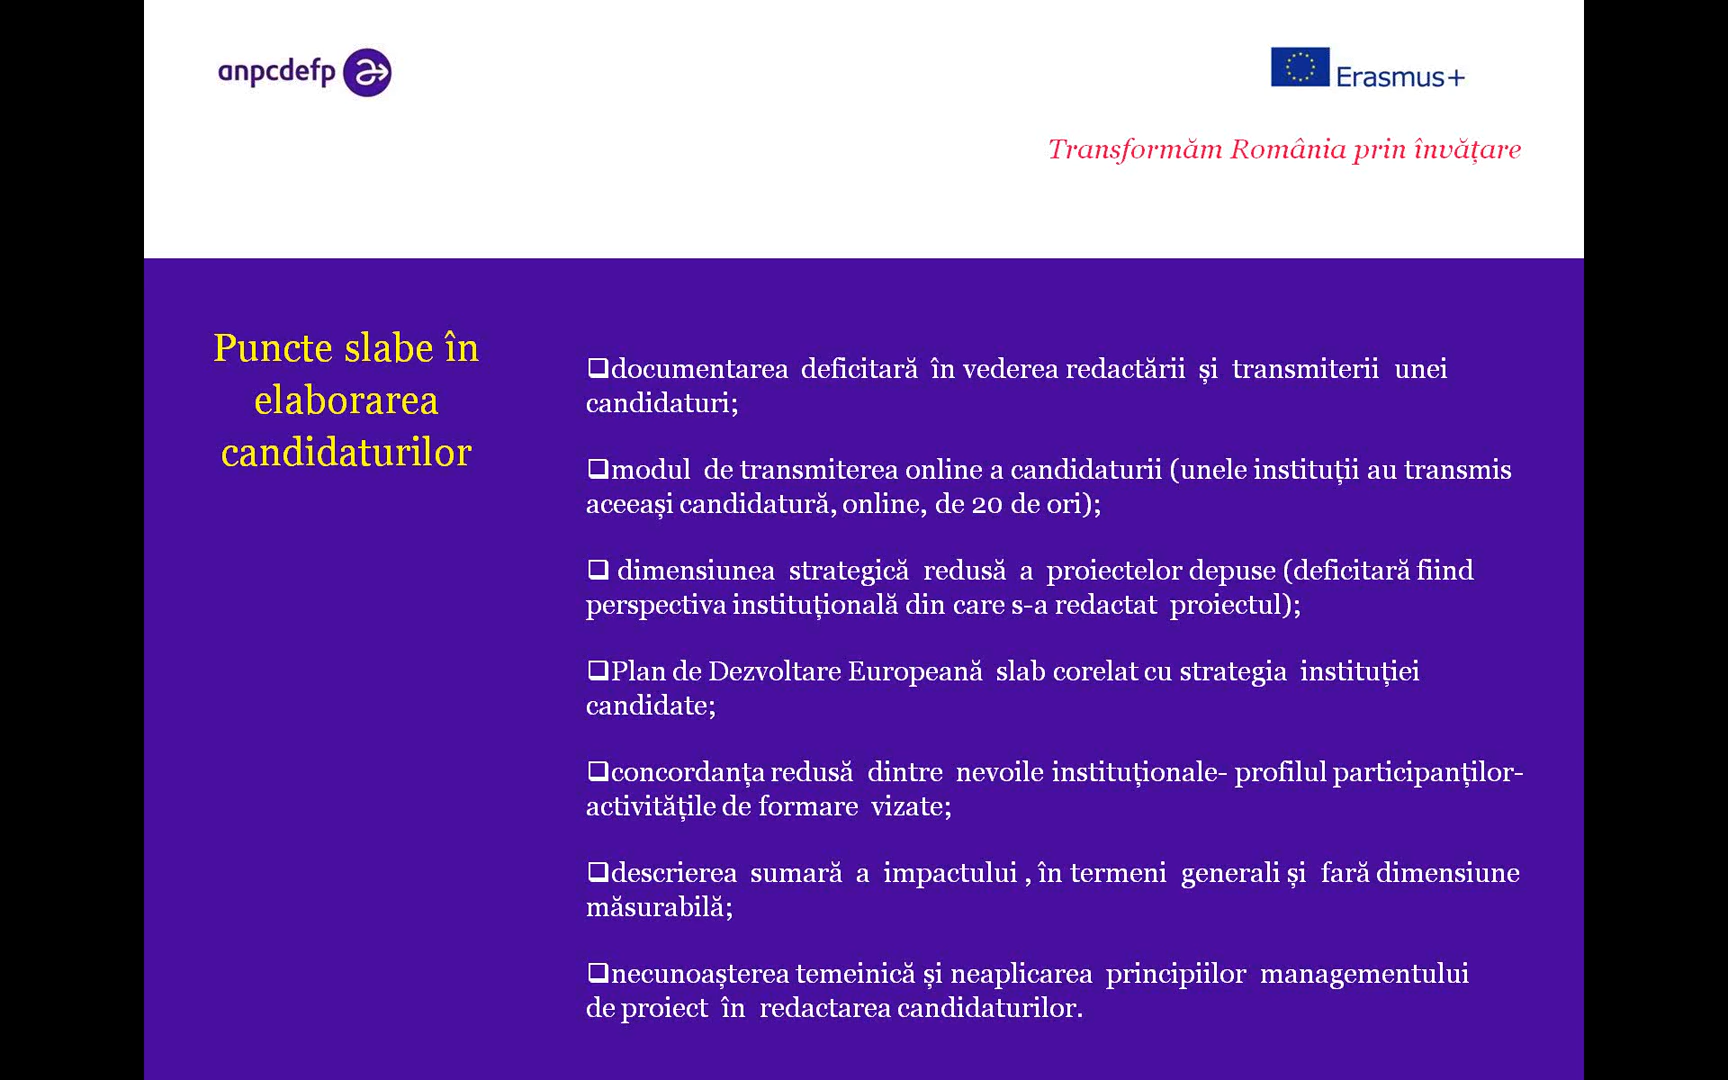 anpcdefp
Erasmus+
Transformăm România prin învățare
Puncte slabe în
elaborarea
candidaturilor
❑documentarea deficitară în vederea redactării și transmiterii unei
candidaturi;
❑modul de transmiterea online a candidaturii (unele instituții au transmis
aceeași candidatură, online, de 20 de ori);
❑ dimensiunea strategică redusă a proiectelor depuse (deficitară fiind
perspectiva instituțională din care s-a redactat proiectul);
❑Plan de Dezvoltare Europeană slab corelat cu strategia instituției
candidate;
❑concordanța redusă dintre nevoile instituționale- profilul participanților-
activitățile de formare vizate;
❑descrierea sumară a impactului , în termeni generali și fară dimensiune
măsurabilă;
❑necunoașterea temeinică și neaplicarea principiilor managementului
de proiect în redactarea candidaturilor.